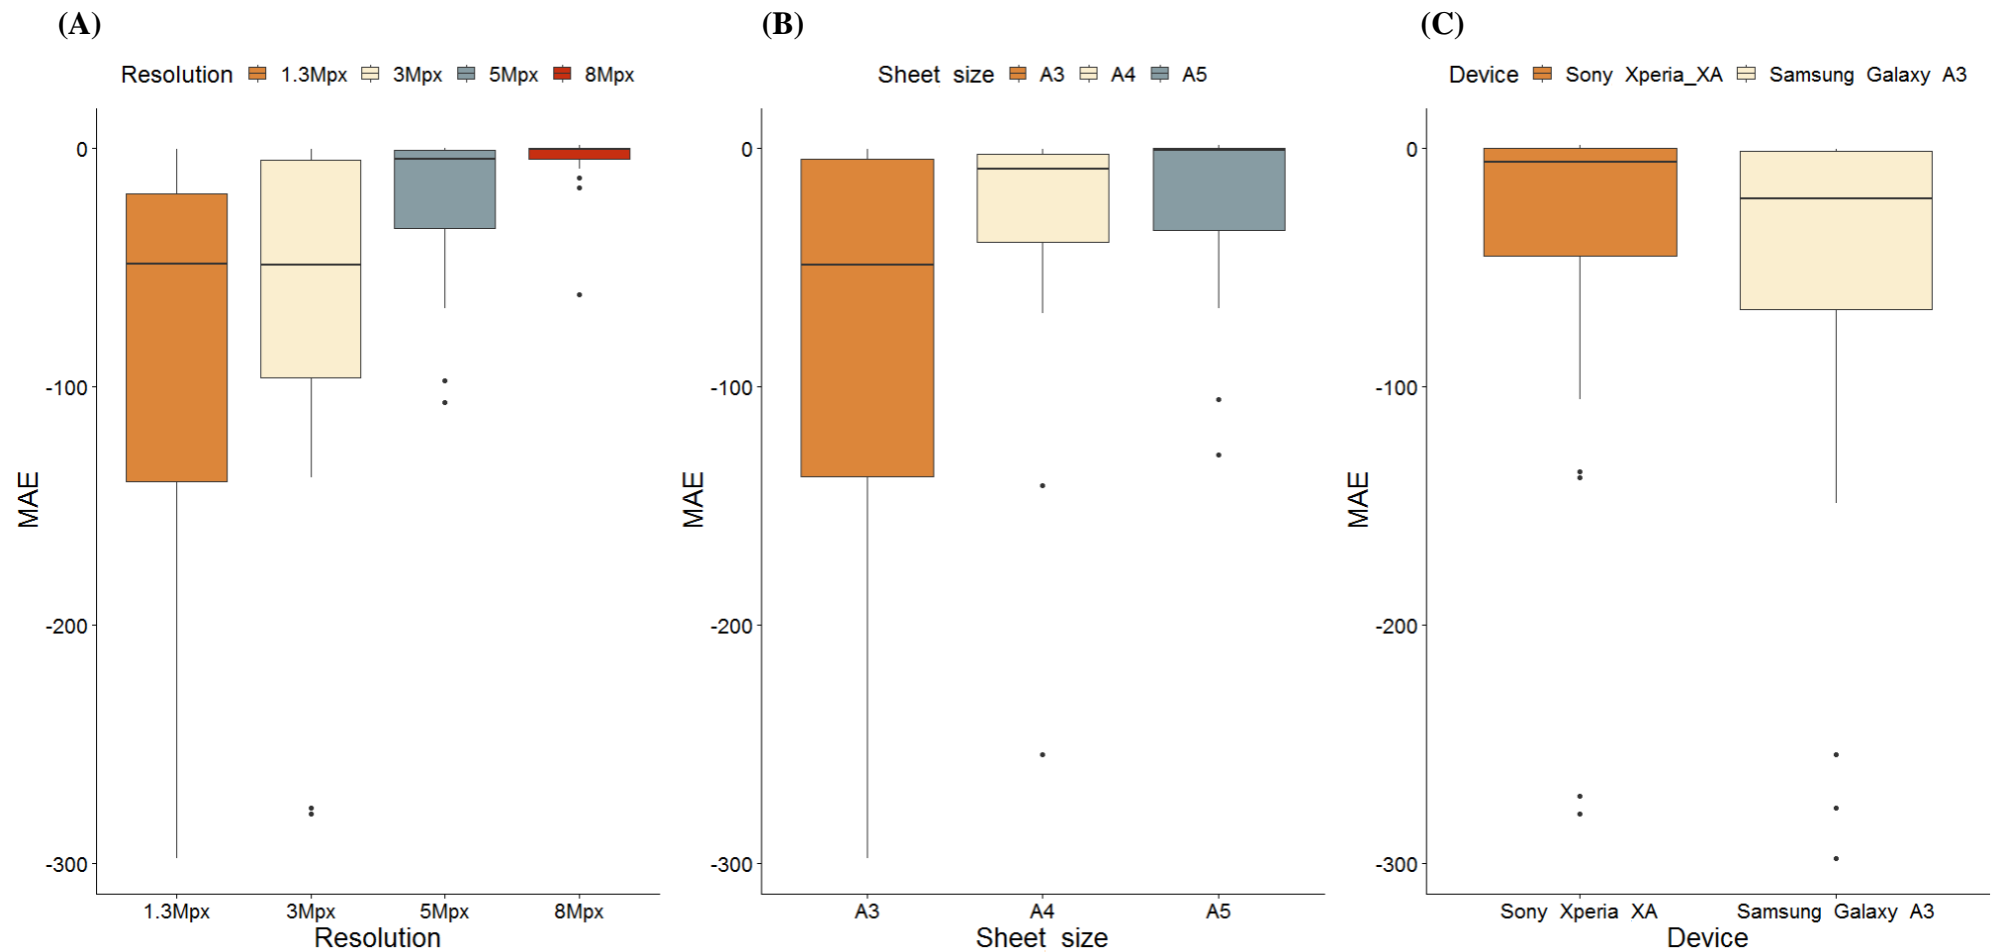 (A)
Resolution 1.3Mpx 3Mpx 5Mpx 8Mpx
0
-100
-200
-300
MAE
1.3Mpx 3Mpx 5Mpx 8Mpx
Resolution
(B)
Sheet size A3 A4 A5
0
-100
-200
-300
MAE
A3 A4 A5
Sheet size
(C)
Device Sony Xperia_XA Samsung Galaxy A3
0
-100
-200
-300
MAE
Sony Xperia XA Samsung Galaxy A3
Device